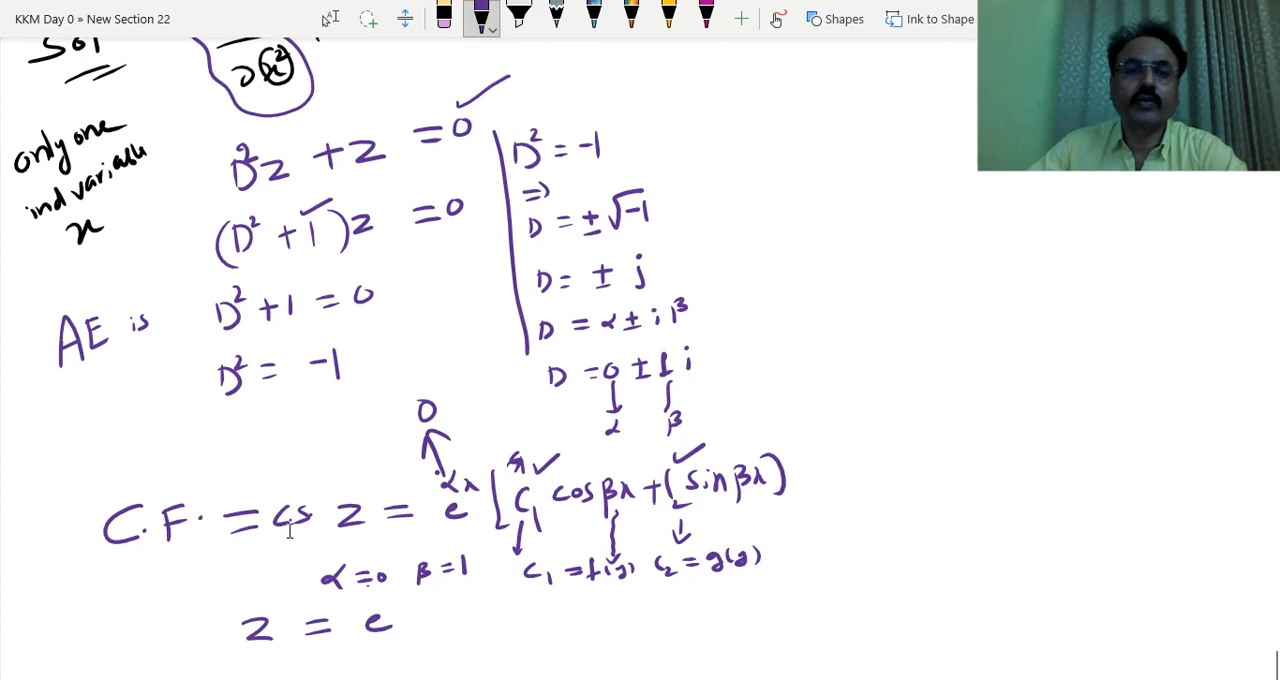 KKM Day 0 » New Section 22
Shapes
Ink to Shape
Sol
∂x²
only one
ind variable
x
D²z + z = 0
(D² + 1)z = 0
AE is D² + 1 = 0
D² = -1
D² = -1
=>
D = ± √-1
D = ± j
D = α ± iβ
D = 0 ± 1 i
α β
0
C.F. = CS z = e^αx [C₁ cos βx + C₂ sin βx)
α = 0 β = 1 C₁ = f(y) C₂ = g(y)
z = e